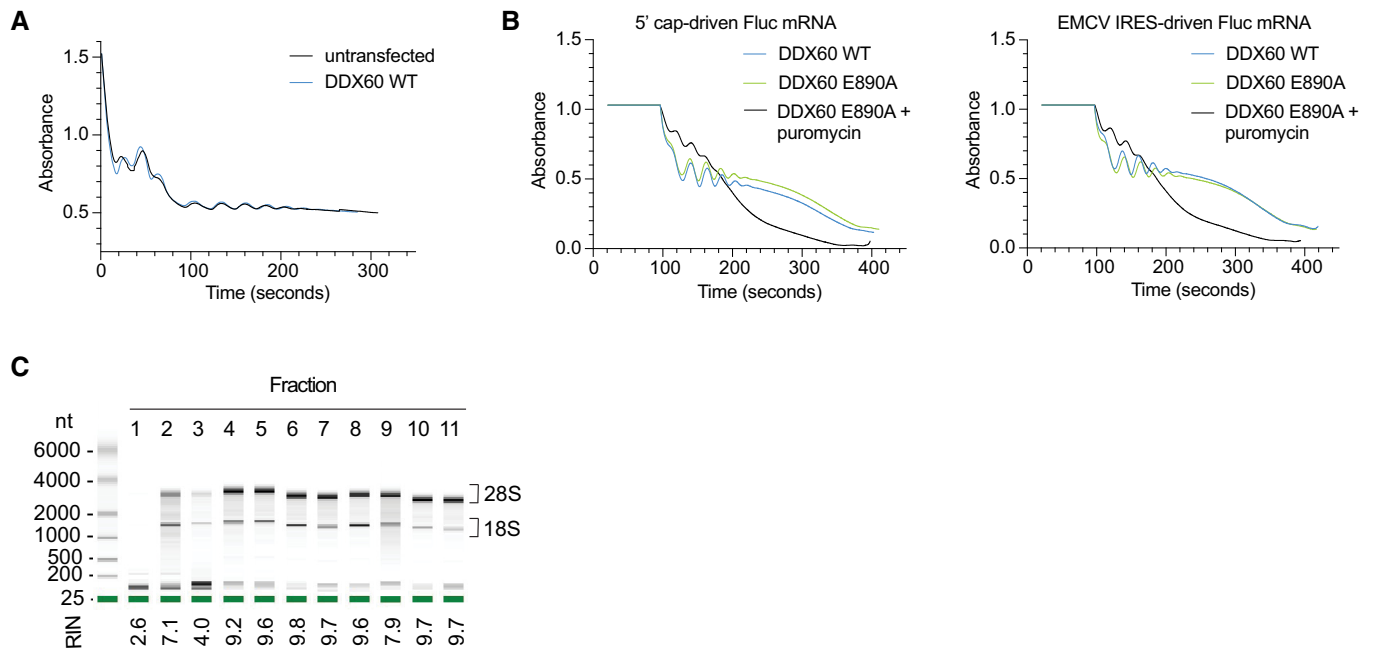 A
1.5
1.0
0.5
Absorbance
0
100
200
300
Time (seconds)
untransfected
DDX60 WT
B
5' cap-driven Fluc mRNA
1.5
1.0
0.5
0.0
Absorbance
0
100
200
300
400
Time (seconds)
DDX60 WT
DDX60 E890A
DDX60 E890A +
puromycin
EMCV IRES-driven Fluc mRNA
1.5
1.0
0.5
0.0
Absorbance
0
100
200
300
400
Time (seconds)
DDX60 WT
DDX60 E890A
DDX60 E890A +
puromycin
C
Fraction
nt 1 2 3 4 5 6 7 8 9 10 11
6000
4000
2000
1000
500
200
25
28S
18S
RIN 2.6 7.1 4.0 9.2 9.6 9.8 9.7 9.6 7.9 9.7 9.7